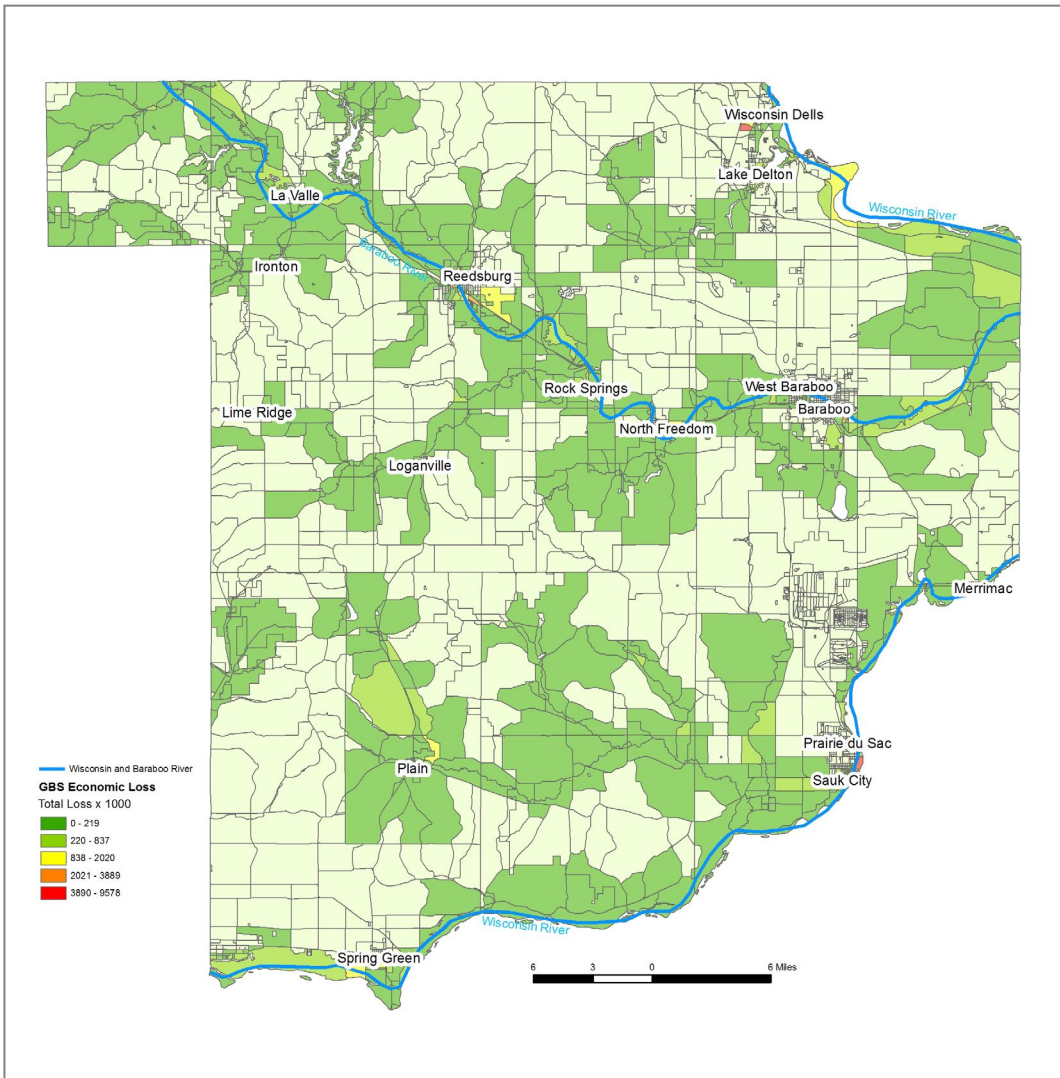 Wisconsin Dells
Lake Delton
La Valle
Wisconsin River
Baraboo River
Ironton
Reedsburg
Rock Springs
West Baraboo
Lime Ridge
Baraboo
North Freedom
Loganville
Merrimac
Prairie du Sac
Plain
Sauk City
Wisconsin and Baraboo River
GBS Economic Loss
Total Loss x 1000
0 - 219
220 - 837
838 - 2020
2021 - 3889
3890 - 9578
Wisconsin River
Spring Green
6 3 0 6 Miles